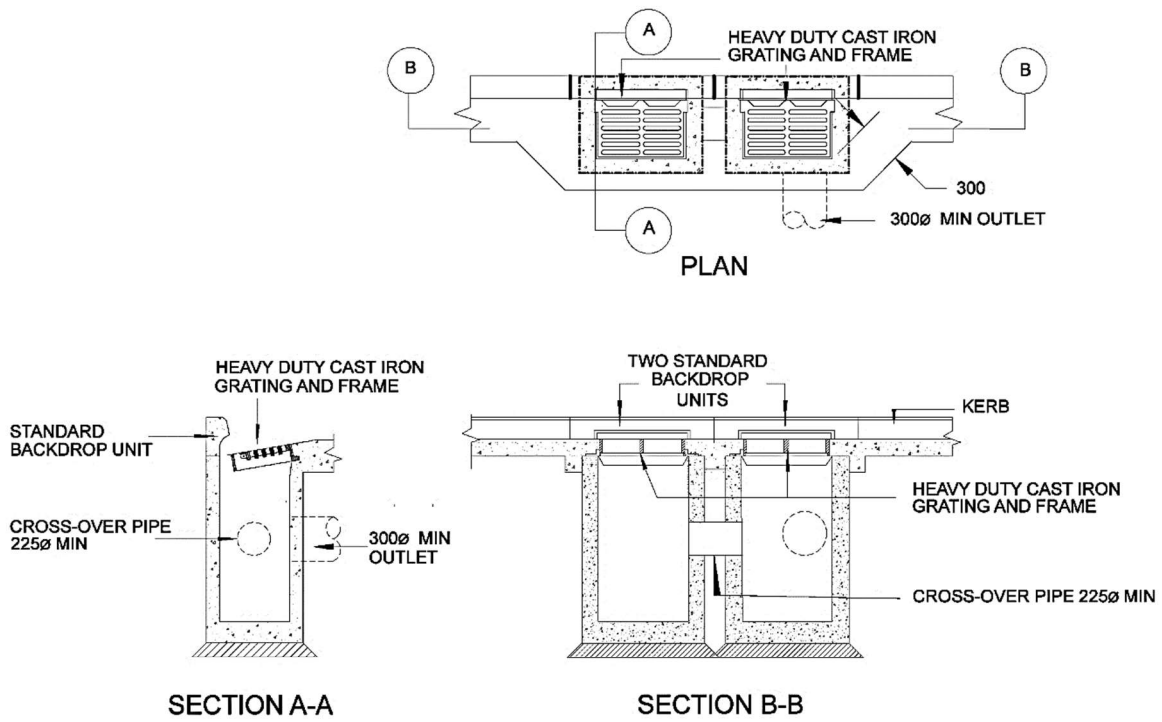 A
HEAVY DUTY CAST IRON
GRATING AND FRAME
B
B
300
A
300ø MIN OUTLET
PLAN
HEAVY DUTY CAST IRON
GRATING AND FRAME
STANDARD
BACKDROP UNIT
CROSS-OVER PIPE
225ø MIN
300ø MIN
OUTLET
SECTION A-A
TWO STANDARD
BACKDROP
UNITS
KERB
HEAVY DUTY CAST IRON
GRATING AND FRAME
CROSS-OVER PIPE 225ø MIN
SECTION B-B